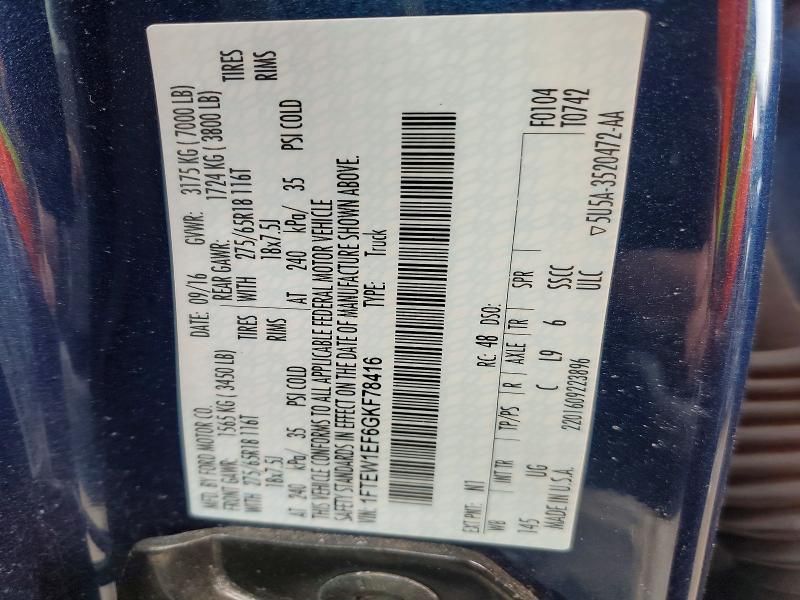 MFD. BY FORD MOTOR CO. DATE: 09/16 GVWR: 3175 KG ( 7000 LB)
FRONT GAWR: 1565 KG ( 3450 LB) REAR GAWR: 1724 KG ( 3800 LB)
WITH 275/65R18 116T TIRES WITH 275/65R18 116T TIRES
18x7.5J RIMS 18x7.5J RIMS
AT 240 kPa/ 35 PSI COLD AT 240 kPa/ 35 PSI COLD
THIS VEHICLE CONFORMS TO ALL APPLICABLE FEDERAL MOTOR VEHICLE
SAFETY STANDARDS IN EFFECT ON THE DATE OF MANUFACTURE SHOWN ABOVE.
VIN: 1FTEW1EF6GKF78416 TYPE: Truck
F0104
EXT PNT: N1 RC: 48 DSO: T0742
WB INT TR TP/PS R AXLE TR SPR
145 UG C L9 6 SSCC
MADE IN U.S.A. 2201609223896 ULC
▽5U5A-3520472-AA